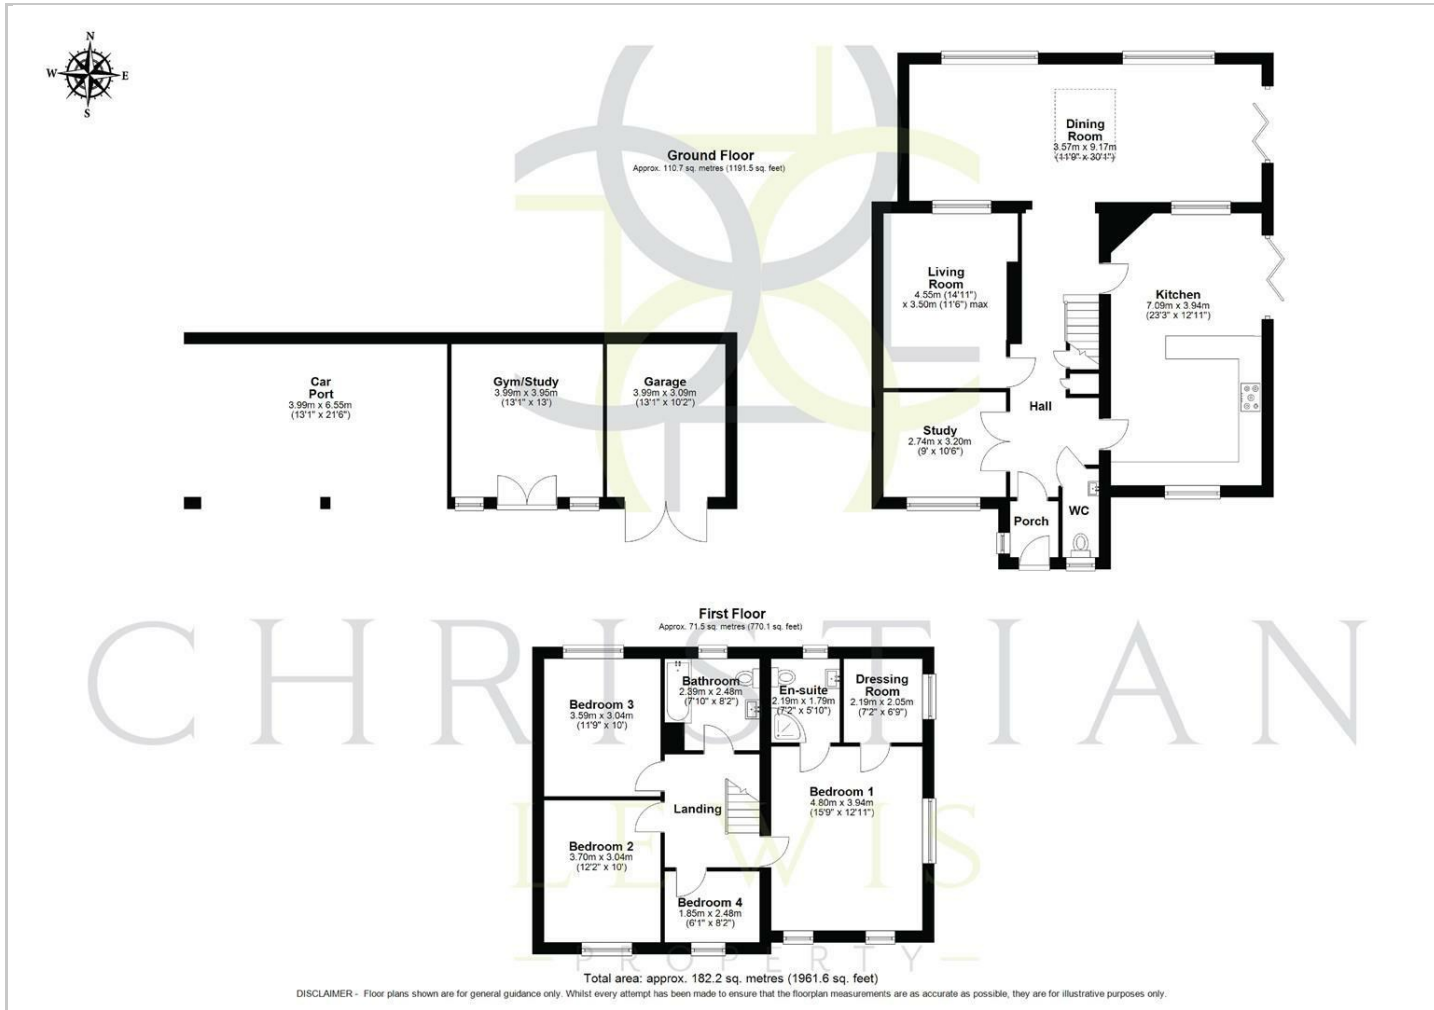 N
W
E
S
Ground Floor
Approx. 110.7 sq. metres (1191.5 sq. feet)
Dining
Room
3.57m x 9.17m
(11'9" x 30'1")
Living
Room
4.55m (14'11")
x 3.50m (11'6") max
Kitchen
7.09m x 3.94m
(23'3" x 12'11")
Car
Port
3.99m x 6.55m
(13'1" x 21'6")
Gym/Study
3.99m x 3.95m
(13'1" x 13')
Garage
3.99m x 3.09m
(13'1" x 10'2")
Hall
Study
2.74m x 3.20m
(9' x 10'6")
WC
Porch
First Floor
Approx. 71.5 sq. metres (770.1 sq. feet)
CHRISTIAN
Bathroom
2.39m x 2.48m
(7'10" x 8'2")
En-suite
2.19m x 1.79m
(7'2" x 5'10")
Dressing
Room
2.19m x 2.05m
(7'2" x 6'9")
Bedroom 3
3.59m x 3.04m
(11'9" x 10')
Landing
Bedroom 1
4.80m x 3.94m
(15'9" x 12'11")
LEWIS
Bedroom 2
3.70m x 3.04m
(12'2" x 10')
Bedroom 4
1.85m x 2.48m
(6'1" x 8'2")
PROPERTY
Total area: approx. 182.2 sq. metres (1961.6 sq. feet)
DISCLAIMER - Floor plans shown are for general guidance only. Whilst every attempt has been made to ensure that the floorplan measurements are as accurate as possible, they are for illustrative purposes only.